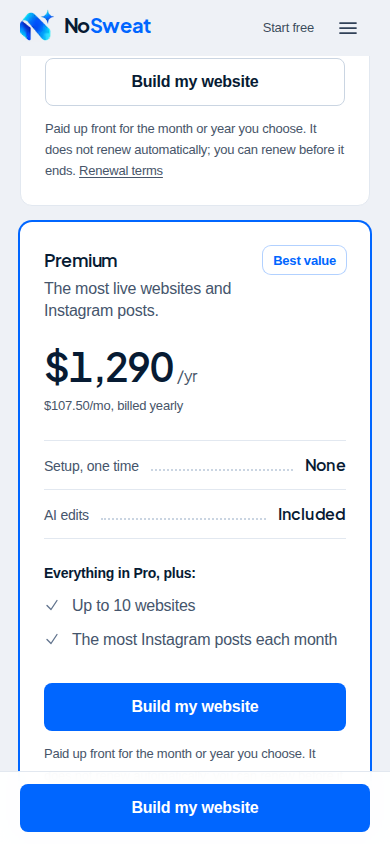 NoSweat
Start free
Build my website
Paid up front for the month or year you choose. It
does not renew automatically; you can renew before it
ends. Renewal terms
Premium
Best value
The most live websites and
Instagram posts.
$1,290 /yr
$107.50/mo, billed yearly
Setup, one time None
AI edits Included
Everything in Pro, plus:
Up to 10 websites
The most Instagram posts each month
Build my website
Paid up front for the month or year you choose. It
Build my website